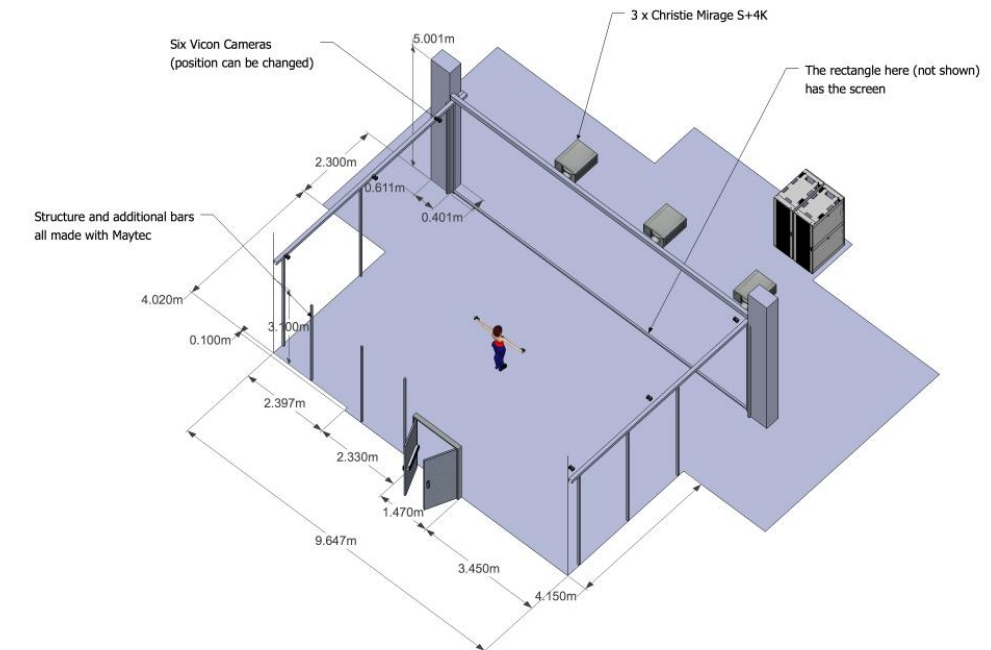 3 x Christie Mirage S+4K
Six Vicon Cameras
(position can be changed)
5.001m
The rectangle here (not shown)
has the screen
2.300m
0.611m
0.401m
Structure and additional bars
all made with Maytec
4.020m
3.100m
0.100m
2.397m
2.330m
1.470m
9.647m
3.450m
4.150m